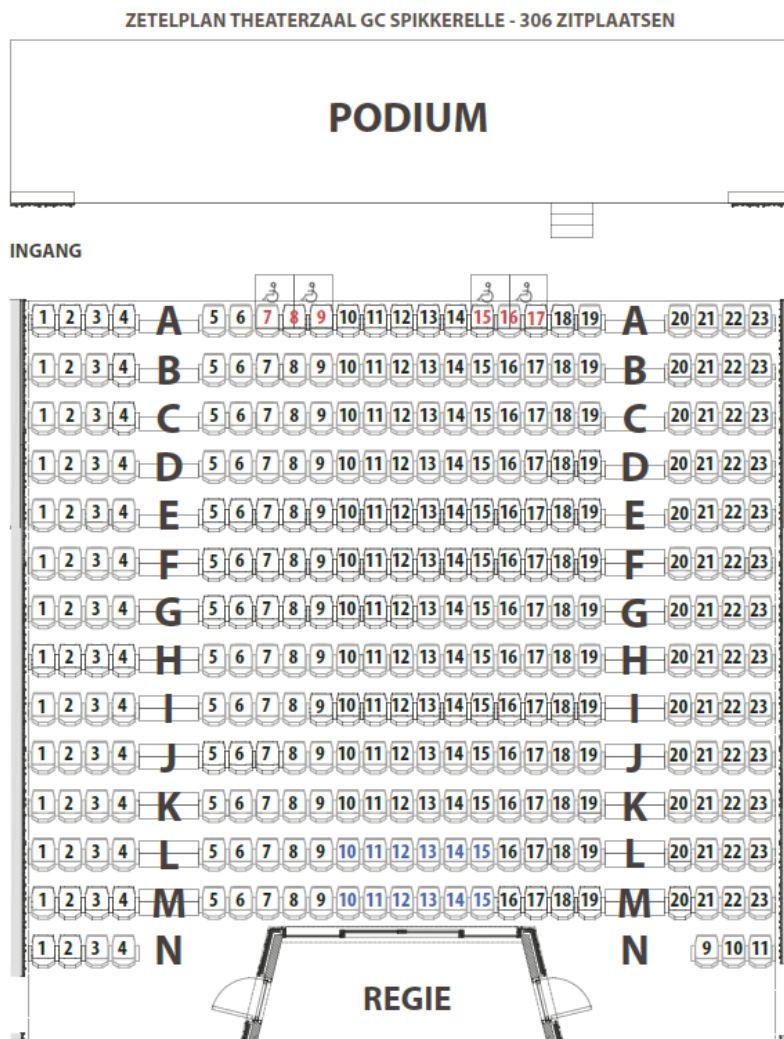 ZETELPLAN THEATERZAAL GC SPIKKERELLE - 306 ZITPLAATSEN
PODIUM
INGANG
1 2 3 4 A 5 6 7 8 9 10 11 12 13 14 15 16 17 18 19 A 20 21 22 23
1 2 3 4 B 5 6 7 8 9 10 11 12 13 14 15 16 17 18 19 B 20 21 22 23
1 2 3 4 C 5 6 7 8 9 10 11 12 13 14 15 16 17 18 19 C 20 21 22 23
1 2 3 4 D 5 6 7 8 9 10 11 12 13 14 15 16 17 18 19 D 20 21 22 23
1 2 3 4 E 5 6 7 8 9 10 11 12 13 14 15 16 17 18 19 E 20 21 22 23
1 2 3 4 F 5 6 7 8 9 10 11 12 13 14 15 16 17 18 19 F 20 21 22 23
1 2 3 4 G 5 6 7 8 9 10 11 12 13 14 15 16 17 18 19 G 20 21 22 23
1 2 3 4 H 5 6 7 8 9 10 11 12 13 14 15 16 17 18 19 H 20 21 22 23
1 2 3 4 I 5 6 7 8 9 10 11 12 13 14 15 16 17 18 19 I 20 21 22 23
1 2 3 4 J 5 6 7 8 9 10 11 12 13 14 15 16 17 18 19 J 20 21 22 23
1 2 3 4 K 5 6 7 8 9 10 11 12 13 14 15 16 17 18 19 K 20 21 22 23
1 2 3 4 L 5 6 7 8 9 10 11 12 13 14 15 16 17 18 19 L 20 21 22 23
1 2 3 4 M 5 6 7 8 9 10 11 12 13 14 15 16 17 18 19 M 20 21 22 23
1 2 3 4 N N 9 10 11
REGIE